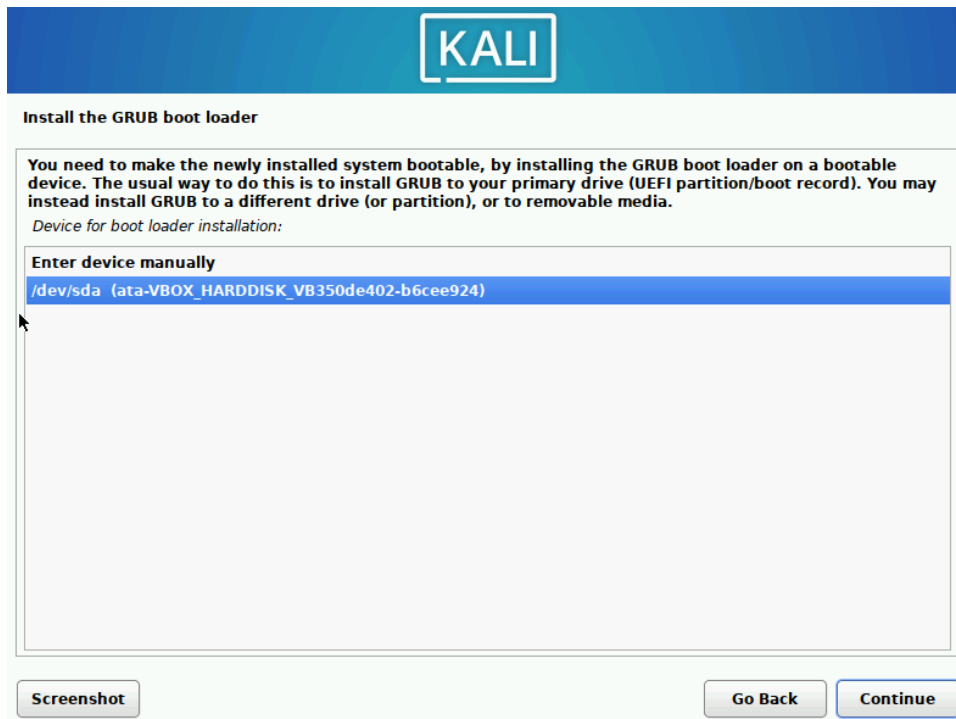 KALI
Install the GRUB boot loader
You need to make the newly installed system bootable, by installing the GRUB boot loader on a bootable
device. The usual way to do this is to install GRUB to your primary drive (UEFI partition/boot record). You may
instead install GRUB to a different drive (or partition), or to removable media.
Device for boot loader installation:
Enter device manually
/dev/sda (ata-VBOX_HARDDISK_VB350de402-b6cee924)
Screenshot
Go Back
Continue